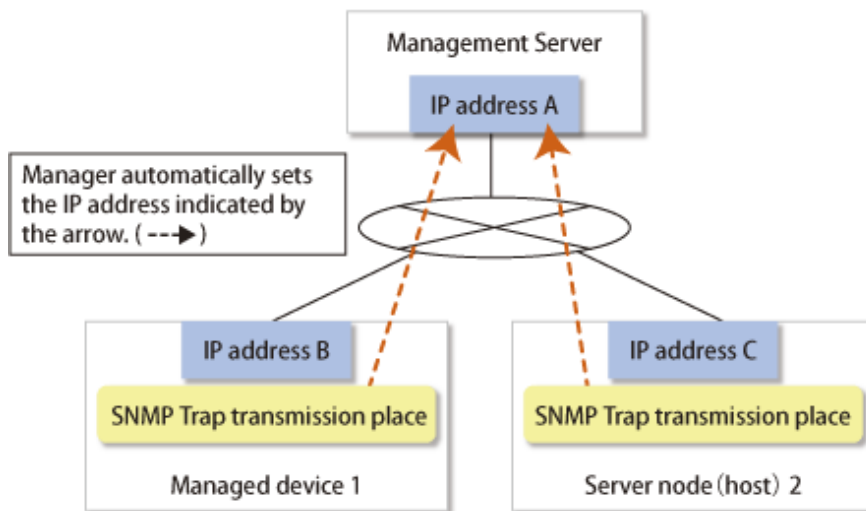 Management Server
IP address A
Manager automatically sets
the IP address indicated by
the arrow. ( )
IP address B
IP address C
SNMP Trap transmission place
SNMP Trap transmission place
Managed device 1
Server node (host) 2